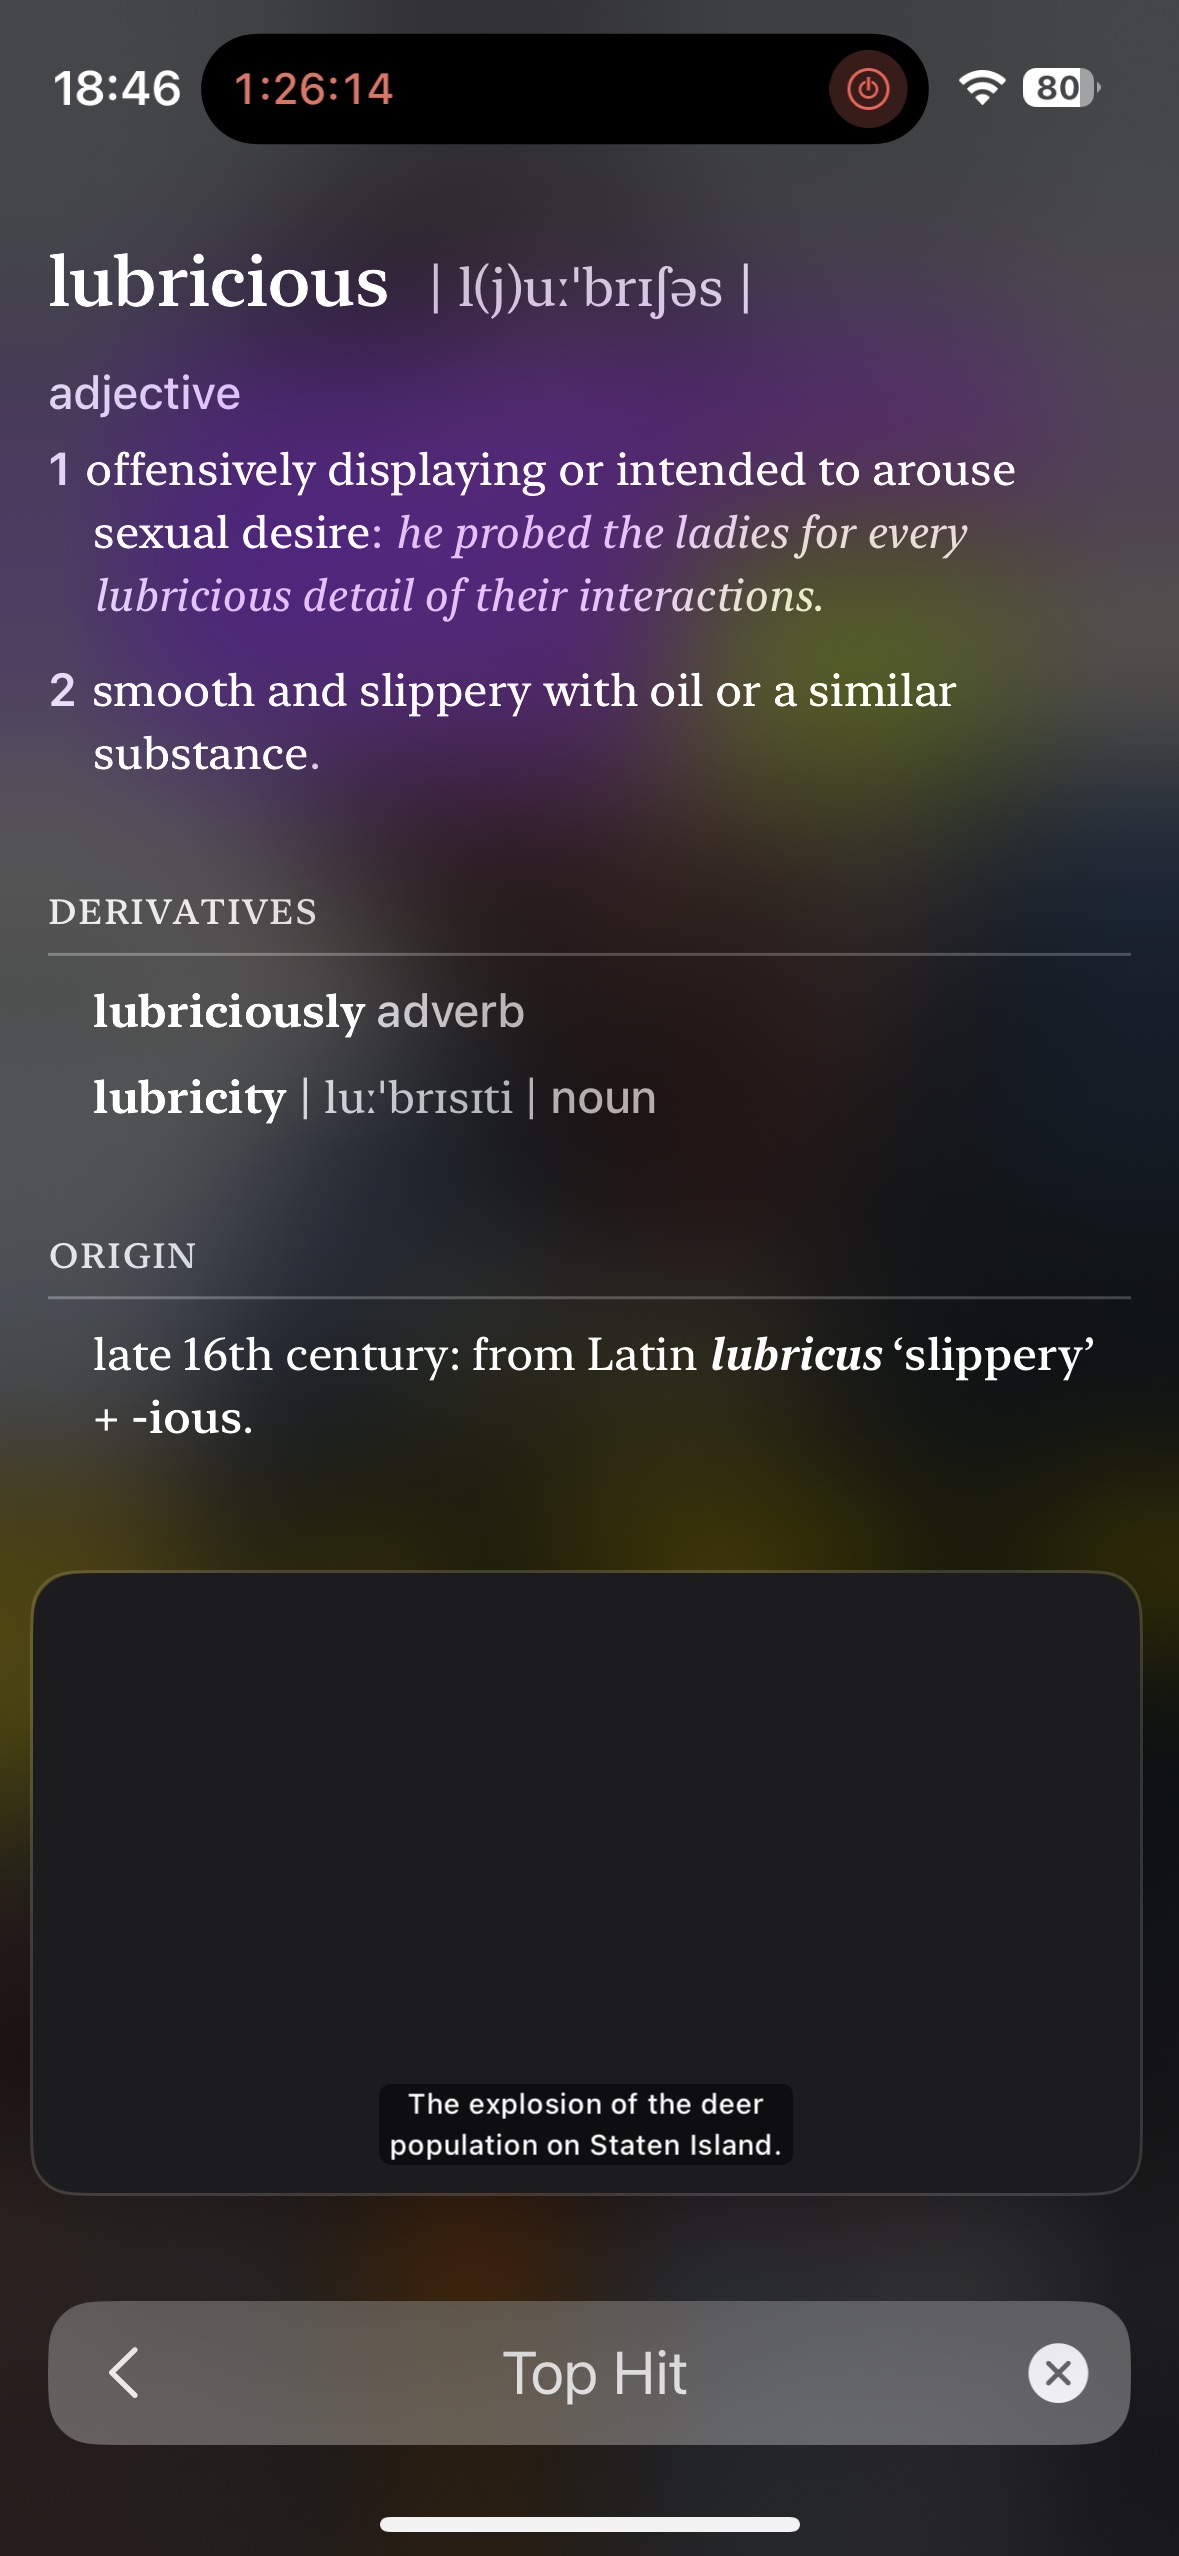 18:46 1:26:14 80
lubricious | l(j)uːˈbrɪʃəs |
adjective
1 offensively displaying or intended to arouse
sexual desire: he probed the ladies for every
lubricious detail of their interactions.
2 smooth and slippery with oil or a similar
substance.
DERIVATIVES
lubriciously adverb
lubricity | luːˈbrɪsɪti | noun
ORIGIN
late 16th century: from Latin lubricus ‘slippery’
+ -ious.
The explosion of the deer
population on Staten Island.
Top Hit